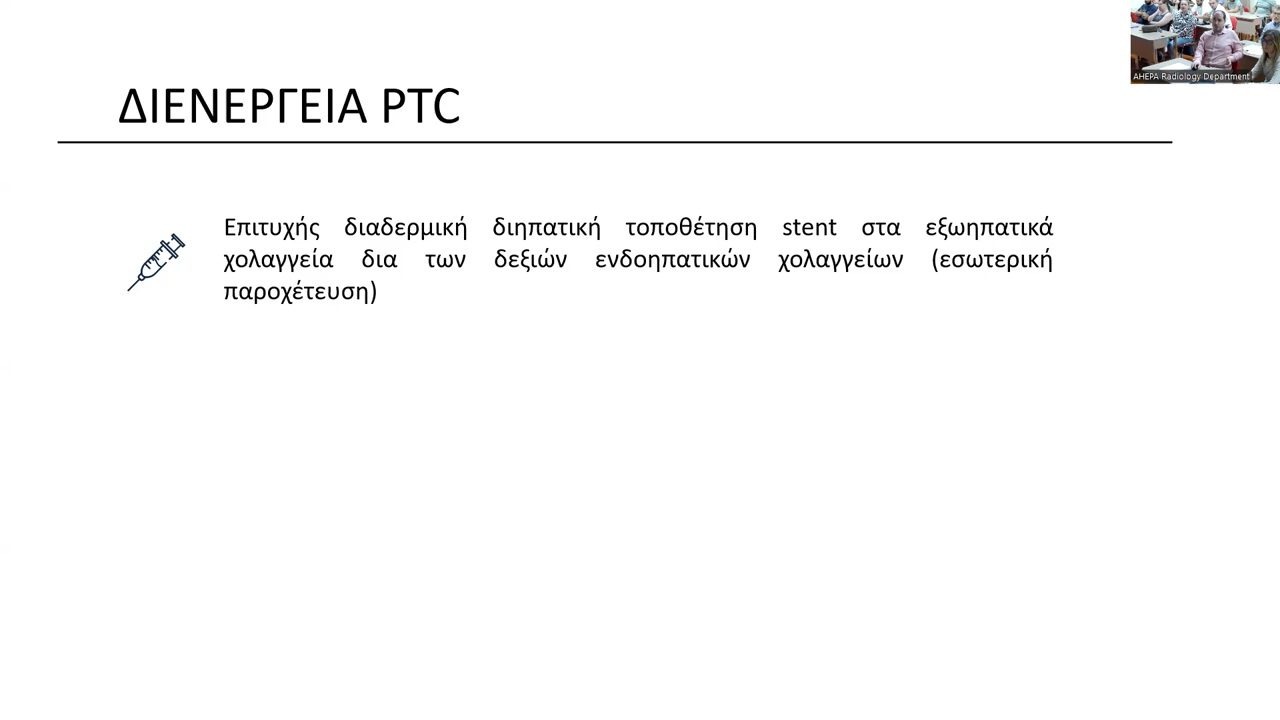 AHEPA Radiology Department
ΔΙΕΝΕΡΓΕΙΑ PTC
Επιτυχής διαδερμική διηπατική τοποθέτηση stent στα εξωηπατικά
χολαγγεία δια των δεξιών ενδοηπατικών χολαγγείων (εσωτερική
παροχέτευση)